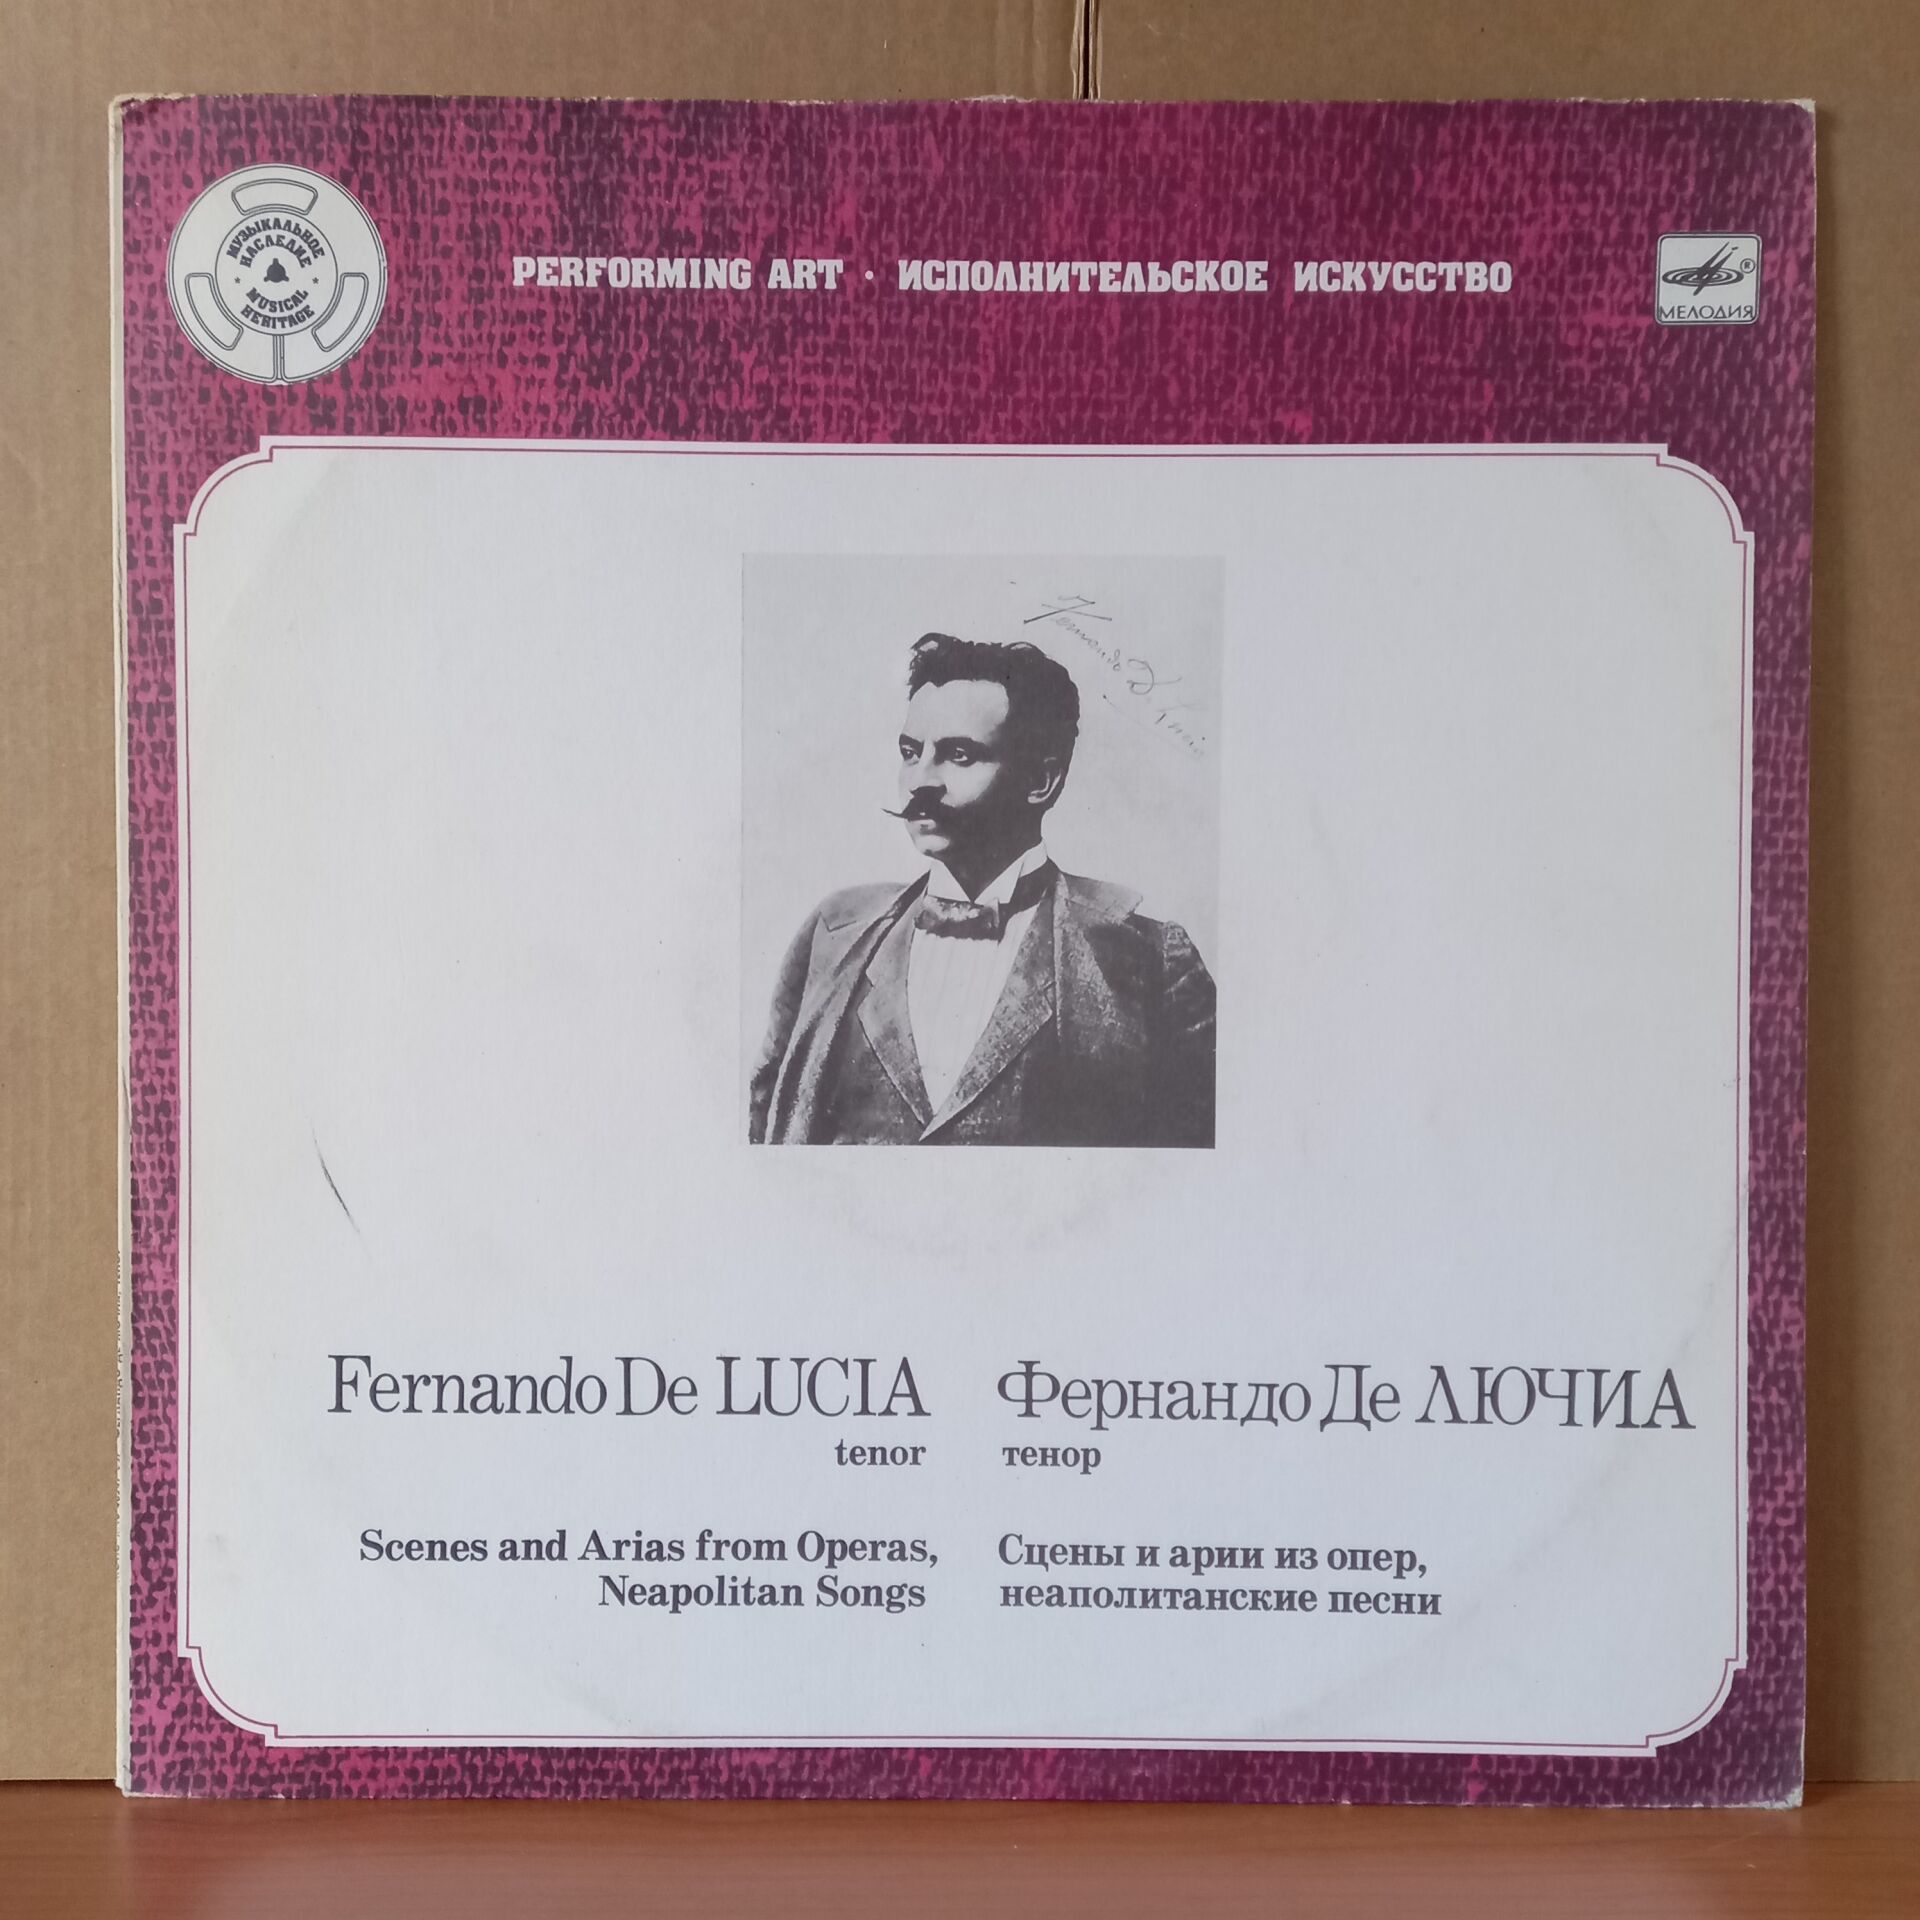 МУЗЫКАЛЬНОЕ
НАСЛЕДИЕ
MUSICAL
HERITAGE
PERFORMING ART · ИСПОЛНИТЕЛЬСКОЕ ИСКУССТВО
МЕЛОДИЯ
Fernando De Lucia
Fernando De LUCIA
tenor
Фернандо Де ЛЮЧИА
тенор
Scenes and Arias from Operas,
Neapolitan Songs
Сцены и арии из опер,
неаполитанские песни